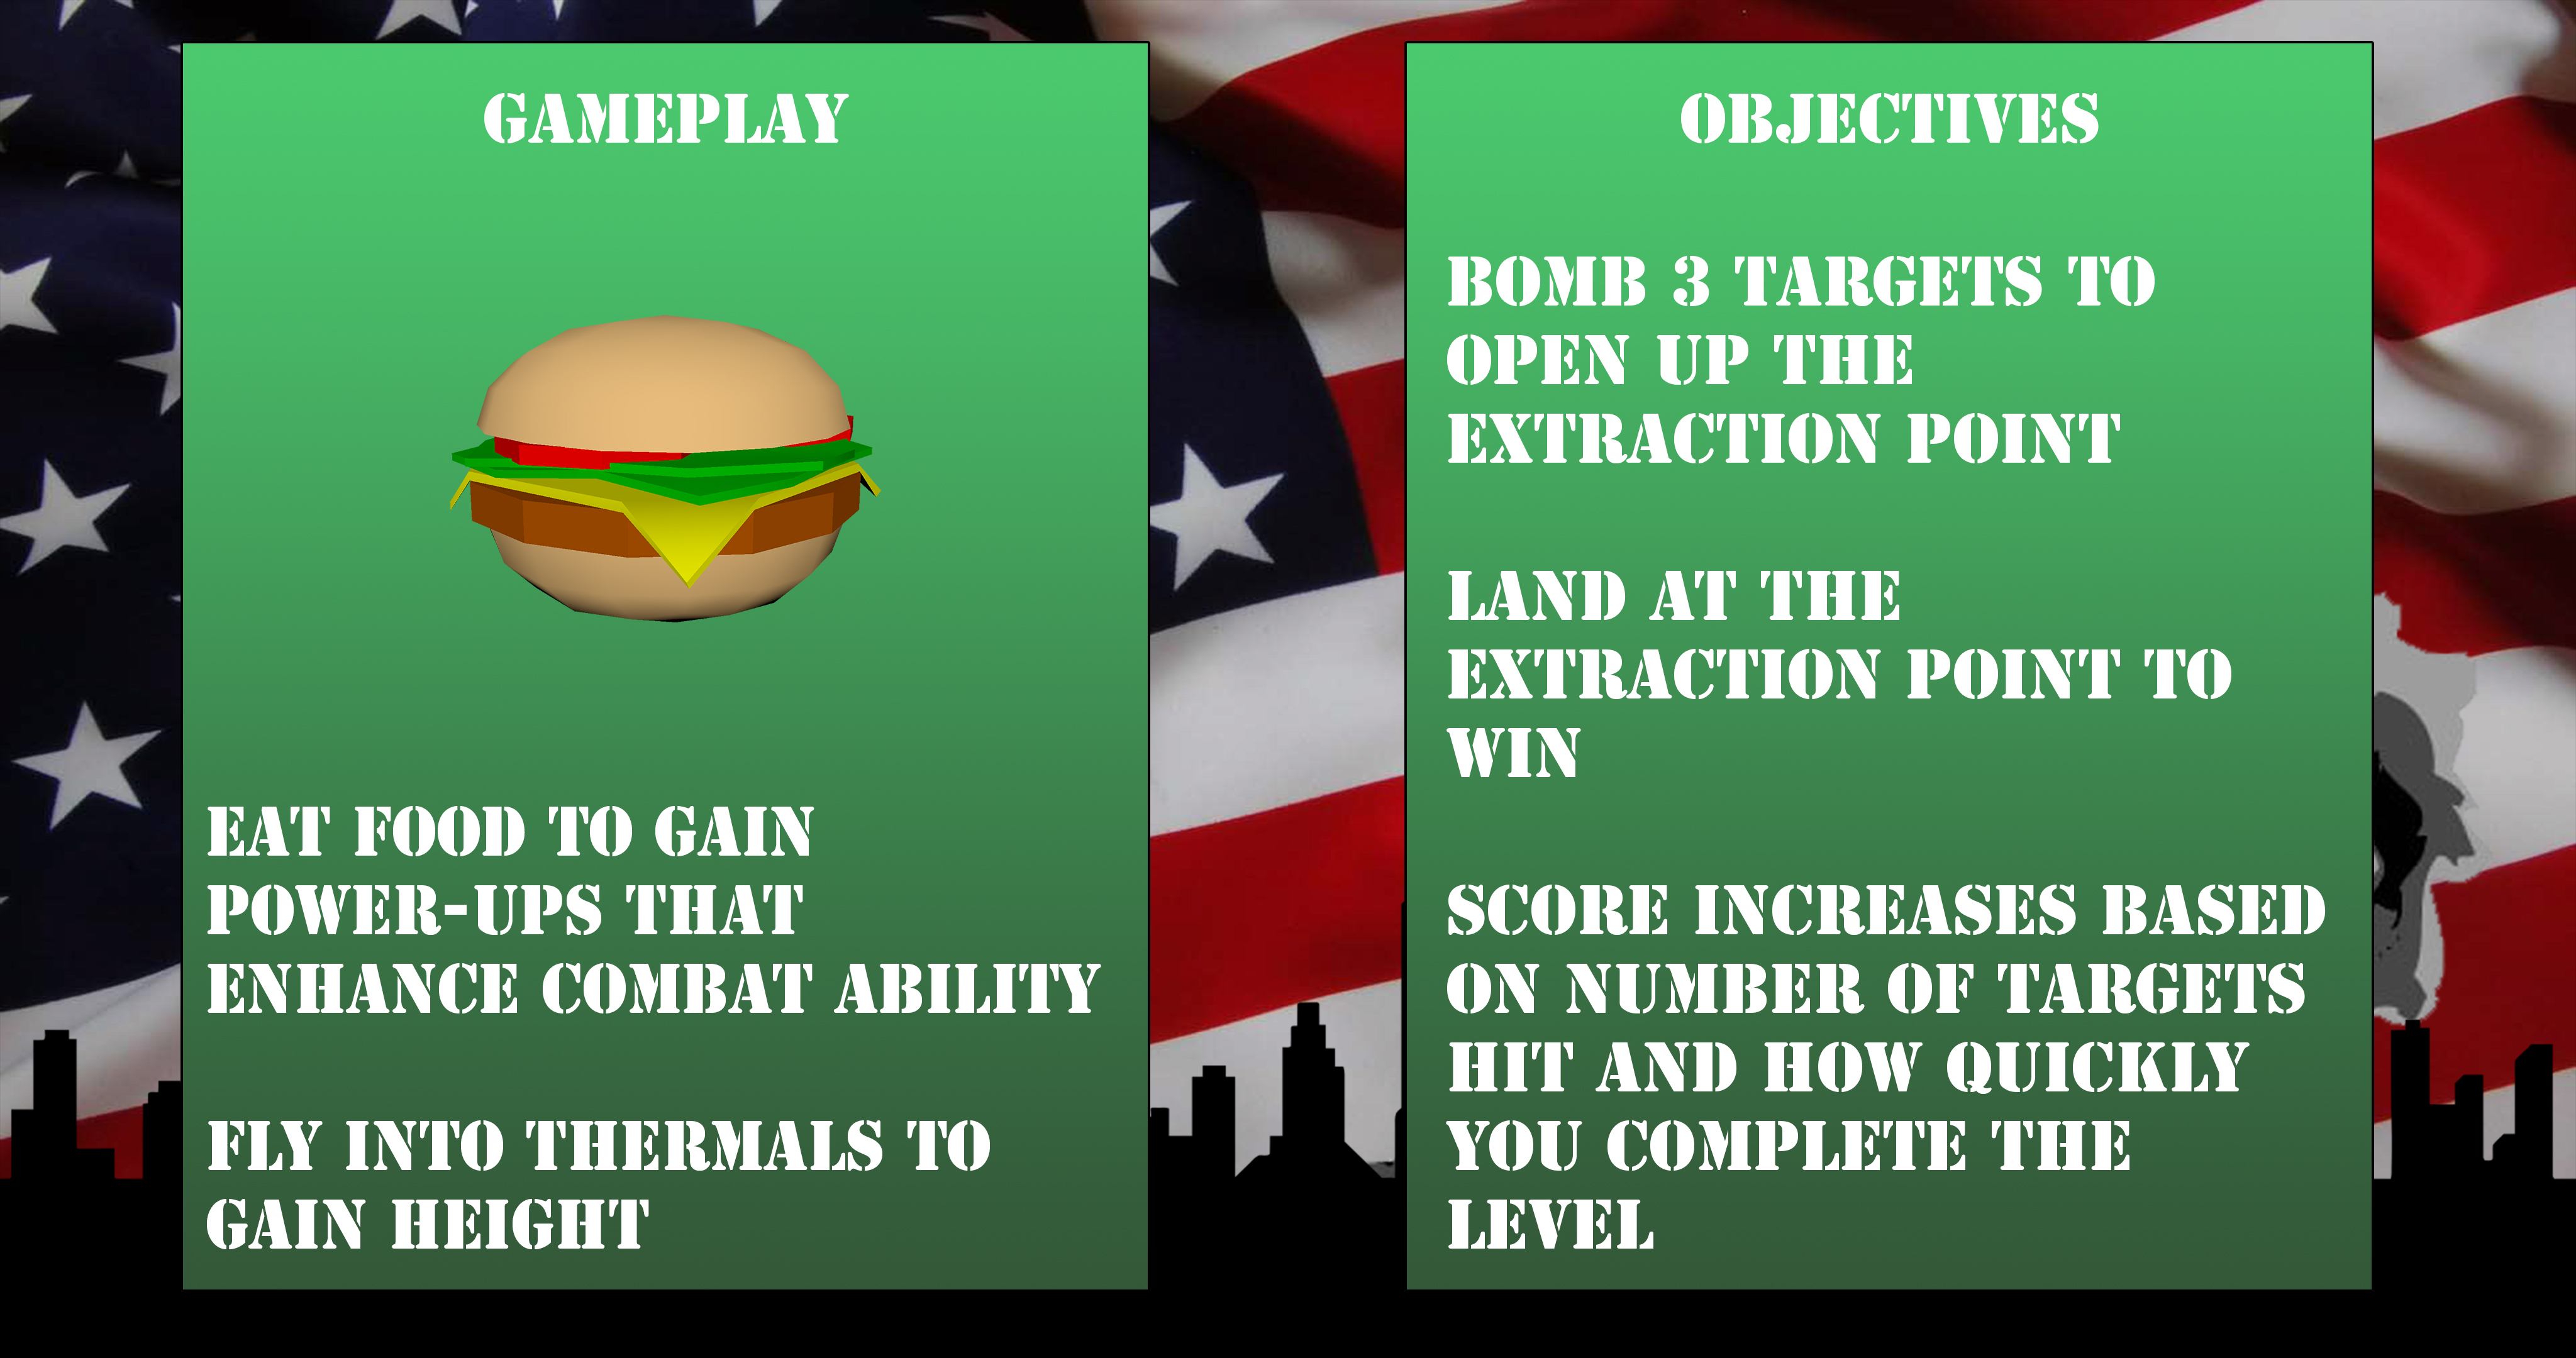 GAMEPLAY
EAT FOOD TO GAIN
POWER-UPS THAT
ENHANCE COMBAT ABILITY
FLY INTO THERMALS TO
GAIN HEIGHT
OBJECTIVES
BOMB 3 TARGETS TO
OPEN UP THE
EXTRACTION POINT
LAND AT THE
EXTRACTION POINT TO
WIN
SCORE INCREASES BASED
ON NUMBER OF TARGETS
HIT AND HOW QUICKLY
YOU COMPLETE THE
LEVEL